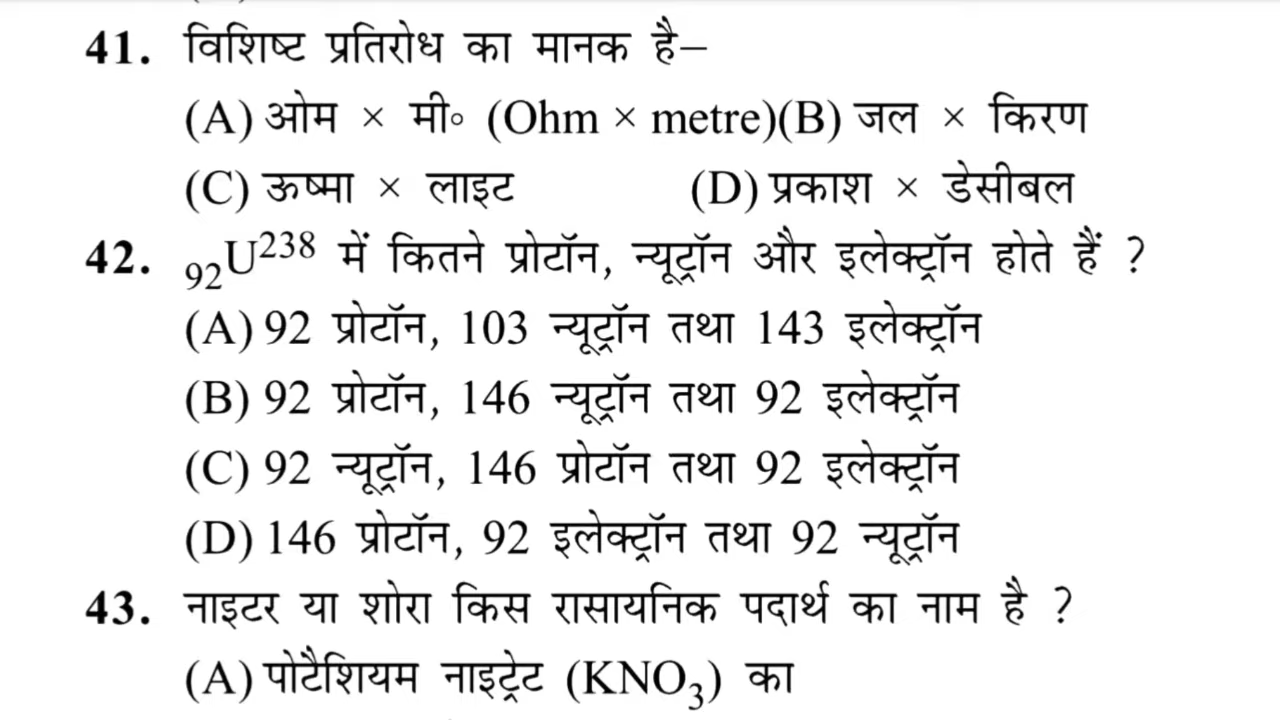 41. विशिष्ट प्रतिरोध का मानक है–
(A) ओम × मी॰ (Ohm × metre)(B) जल × किरण
(C) ऊष्मा × लाइट (D) प्रकाश × डेसीबल
42. ₉₂U²³⁸ में कितने प्रोटॉन, न्यूट्रॉन और इलेक्ट्रॉन होते हैं ?
(A) 92 प्रोटॉन, 103 न्यूट्रॉन तथा 143 इलेक्ट्रॉन
(B) 92 प्रोटॉन, 146 न्यूट्रॉन तथा 92 इलेक्ट्रॉन
(C) 92 न्यूट्रॉन, 146 प्रोटॉन तथा 92 इलेक्ट्रॉन
(D) 146 प्रोटॉन, 92 इलेक्ट्रॉन तथा 92 न्यूट्रॉन
43. नाइटर या शोरा किस रासायनिक पदार्थ का नाम है ?
(A) पोटैशियम नाइट्रेट (KNO₃) का